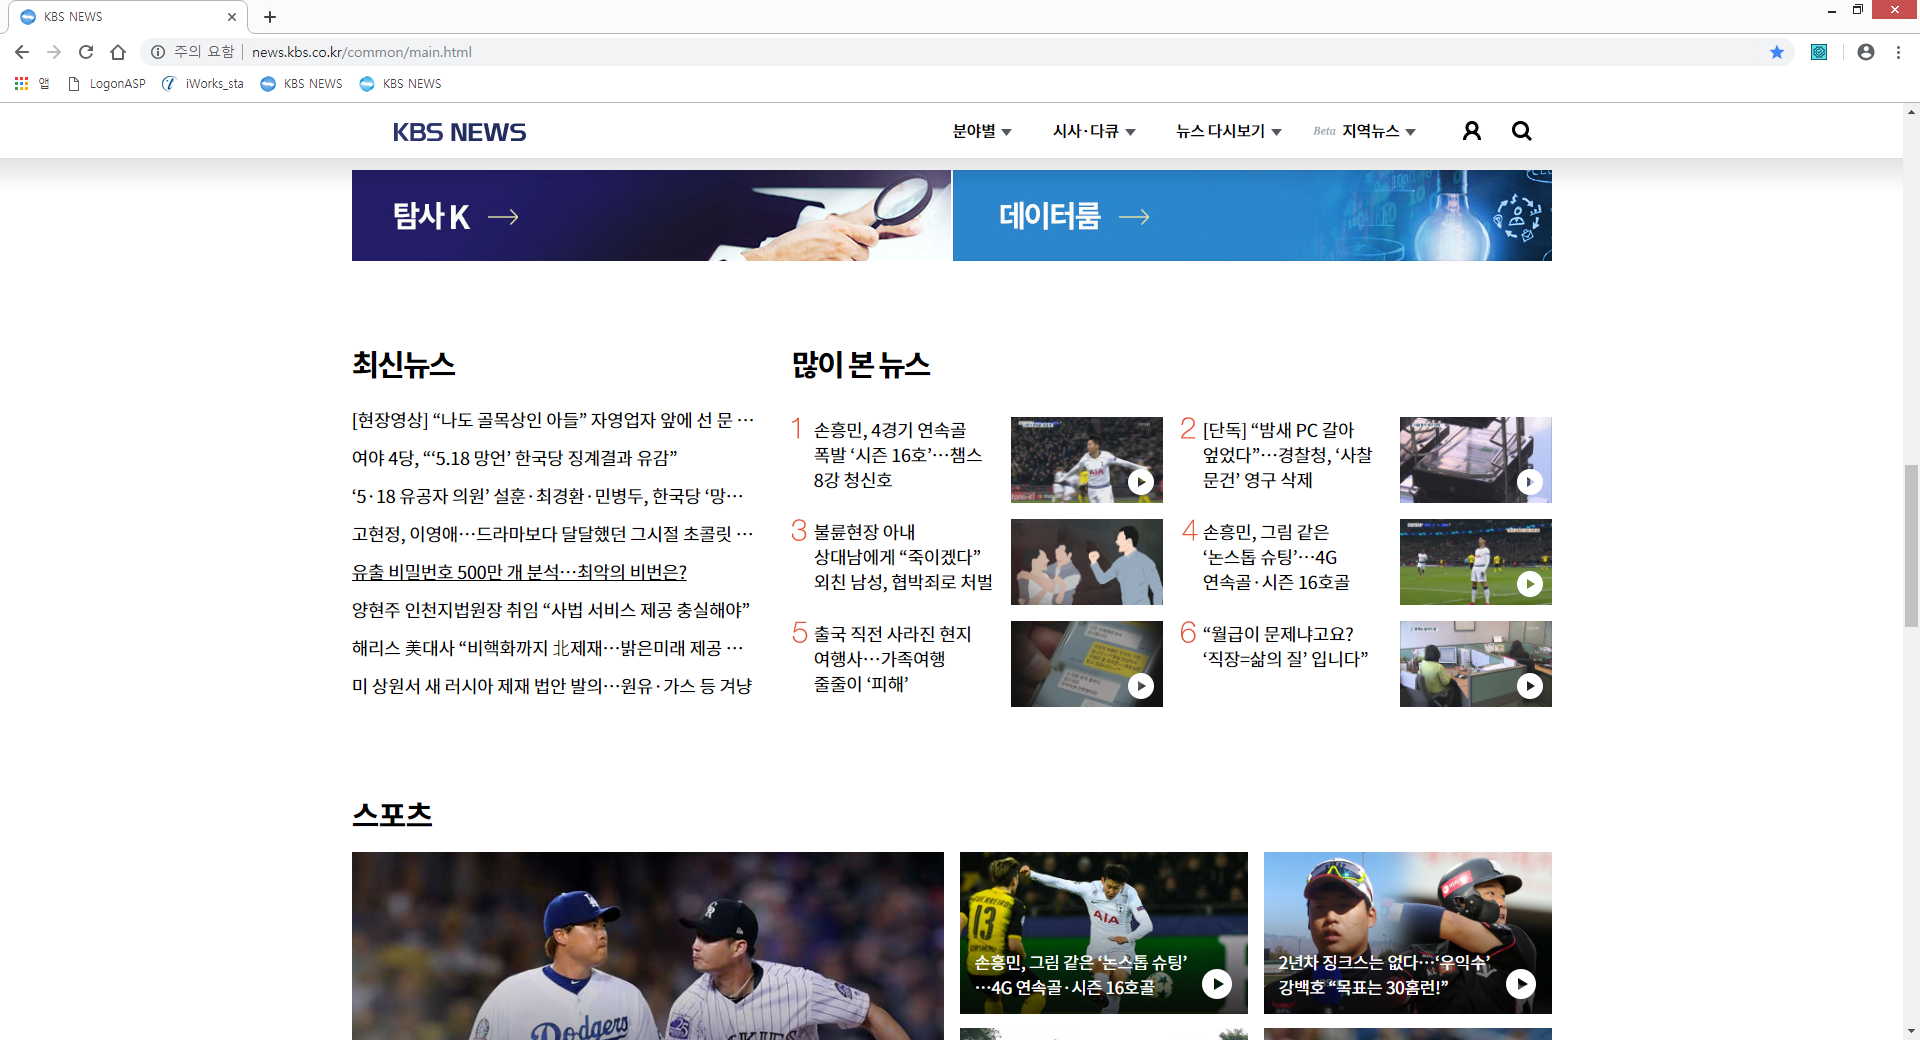 KBS NEWS
주의 요함
news.kbs.co.kr/common/main.html
앱
LogonASP
iWorks_sta
KBS NEWS
KBS NEWS
KBS NEWS
분야별
시사·다큐
뉴스 다시보기
Beta 지역뉴스
탐사 K
데이터룸
최신뉴스
[현장영상] “나도 골목상인 아들” 자영업자 앞에 선 문 …
여야 4당, “‘5.18 망언’ 한국당 징계결과 유감”
‘5·18 유공자 의원’ 설훈·최경환·민병두, 한국당 ‘망…
고현정, 이영애…드라마보다 달달했던 그시절 초콜릿 …
유출 비밀번호 500만 개 분석…최악의 비번은?
양현주 인천지법원장 취임 “사법 서비스 제공 충실해야”
해리스 美대사 “비핵화까지 北제재…밝은미래 제공 …
미 상원서 새 러시아 제재 법안 발의…원유·가스 등 겨냥
많이 본 뉴스
1 손흥민, 4경기 연속골
폭발 ‘시즌 16호’…챔스
8강 청신호
2 [단독] “밤새 PC 갈아
엎었다”…경찰청, ‘사찰
문건’ 영구 삭제
3 불륜현장 아내
상대남에게 “죽이겠다”
외친 남성, 협박죄로 처벌
4 손흥민, 그림 같은
‘논스톱 슈팅’…4G
연속골·시즌 16호골
5 출국 직전 사라진 현지
여행사…가족여행
줄줄이 ‘피해’
6 “월급이 문제냐고요?
‘직장=삶의 질’ 입니다”
스포츠
LA
CR
Dodgers
25
GUERREIRO
13
AIA
손흥민, 그림 같은 ‘논스톱 슈팅’
…4G 연속골·시즌 16호골
2년차 징크스는 없다…‘우익수’
강백호 “목표는 30홈런!”